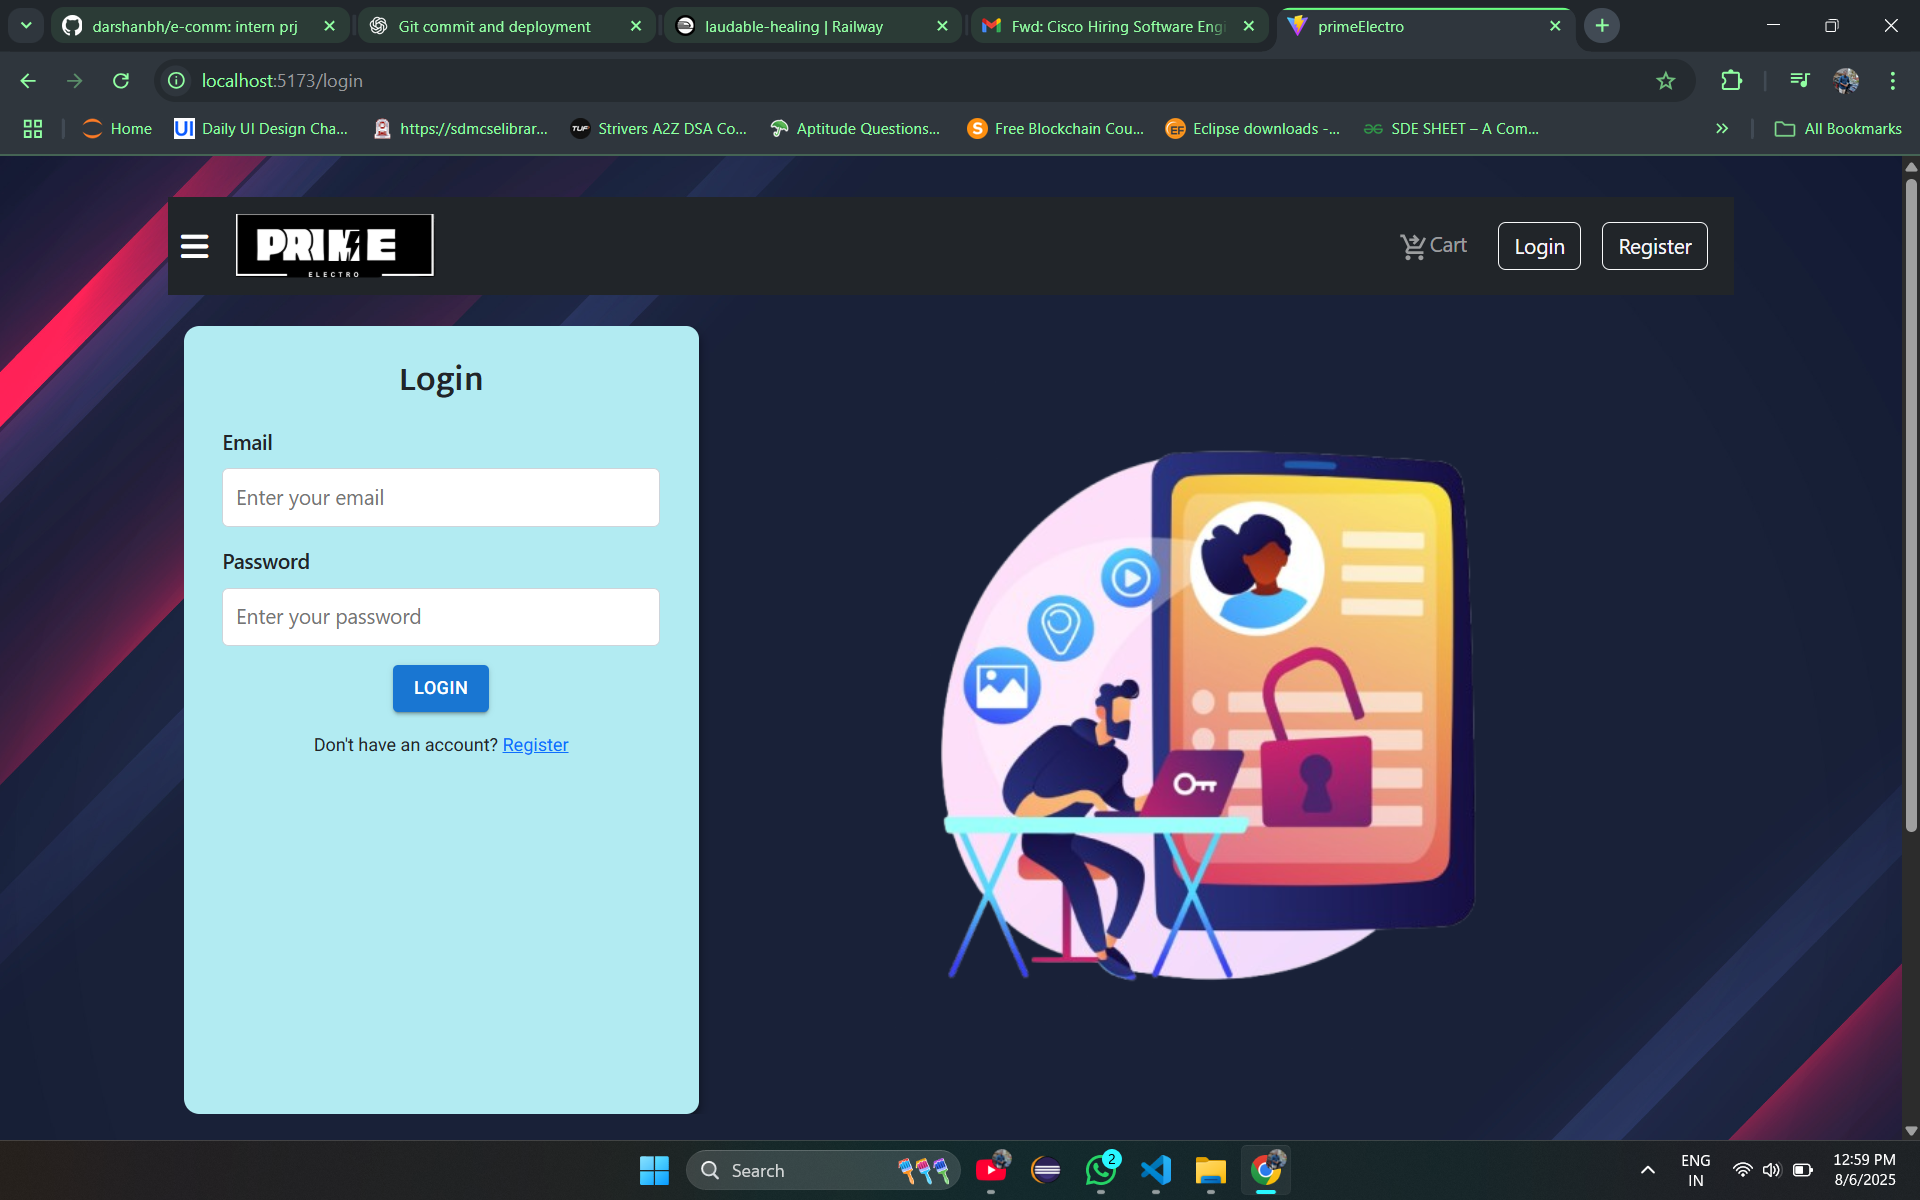 darshanbh/e-comm: intern prj
Git commit and deployment
laudable-healing | Railway
Fwd: Cisco Hiring Software Engi
primeElectro
localhost:5173/login
Home
Daily UI Design Cha...
https://sdmcselibrar...
Strivers A2Z DSA Co...
Aptitude Questions...
Free Blockchain Cou...
Eclipse downloads -...
SDE SHEET – A Com...
All Bookmarks
PRIME
ELECTRO
Cart
Login
Register
Login
Email
Enter your email
Password
Enter your password
LOGIN
Don't have an account? Register
Search
2
ENG
IN
12:59 PM
8/6/2025